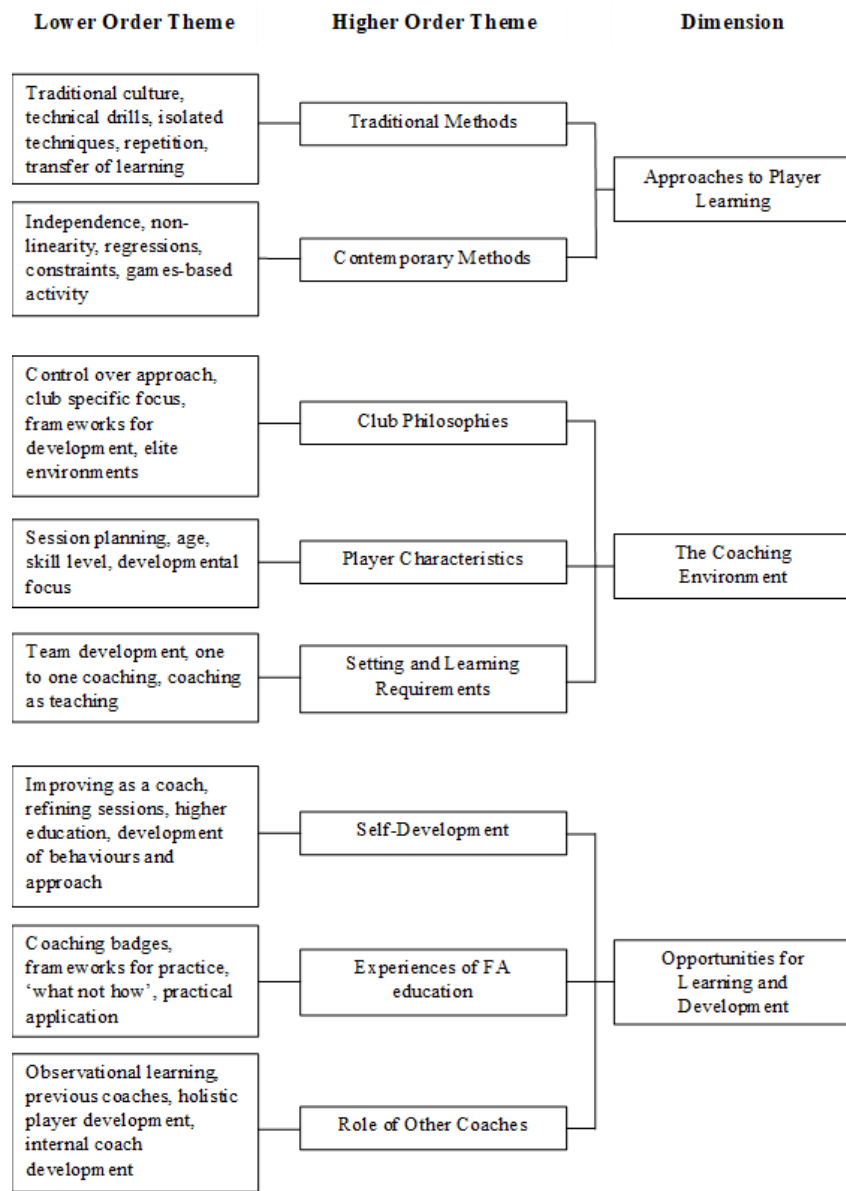 Lower Order Theme
Higher Order Theme
Dimension
Traditional culture,
technical drills, isolated
techniques, repetition,
transfer of learning
Traditional Methods
Approaches to Player
Learning
Independence, non-
linearity, regressions,
constraints, games-based
activity
Contemporary Methods
Control over approach,
club specific focus,
frameworks for
development, elite
environments
Club Philosophies
Session planning, age,
skill level, developmental
focus
Player Characteristics
The Coaching
Environment
Team development, one
to one coaching, coaching
as teaching
Setting and Learning
Requirements
Improving as a coach,
refining sessions, higher
education, development
of behaviours and
approach
Self-Development
Coaching badges,
frameworks for practice,
‘what not how’, practical
application
Experiences of FA
education
Opportunities for
Learning and
Development
Observational learning,
previous coaches, holistic
player development,
internal coach
development
Role of Other Coaches